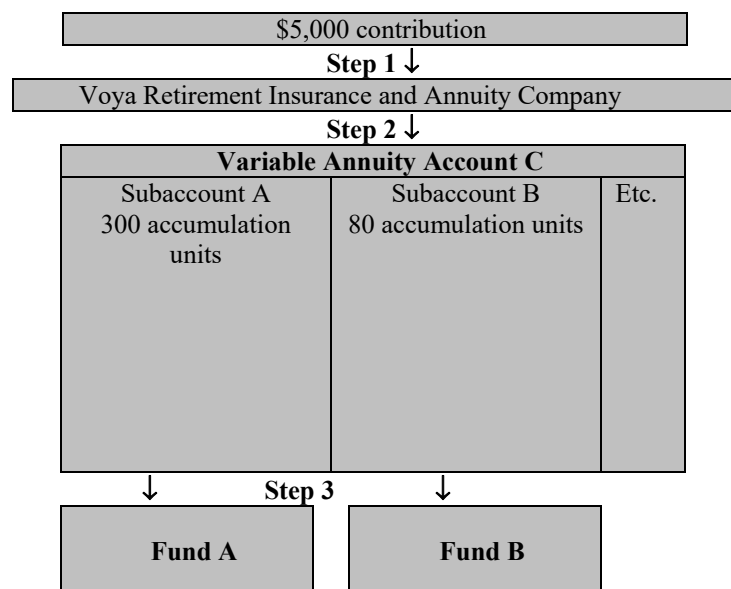 $5,000 contribution
Step 1 ↓
Voya Retirement Insurance and Annuity Company
Step 2 ↓
Variable Annuity Account C
Subaccount A
300 accumulation
units
Subaccount B
80 accumulation units
Etc.
↓ Step 3 ↓
Fund A
Fund B